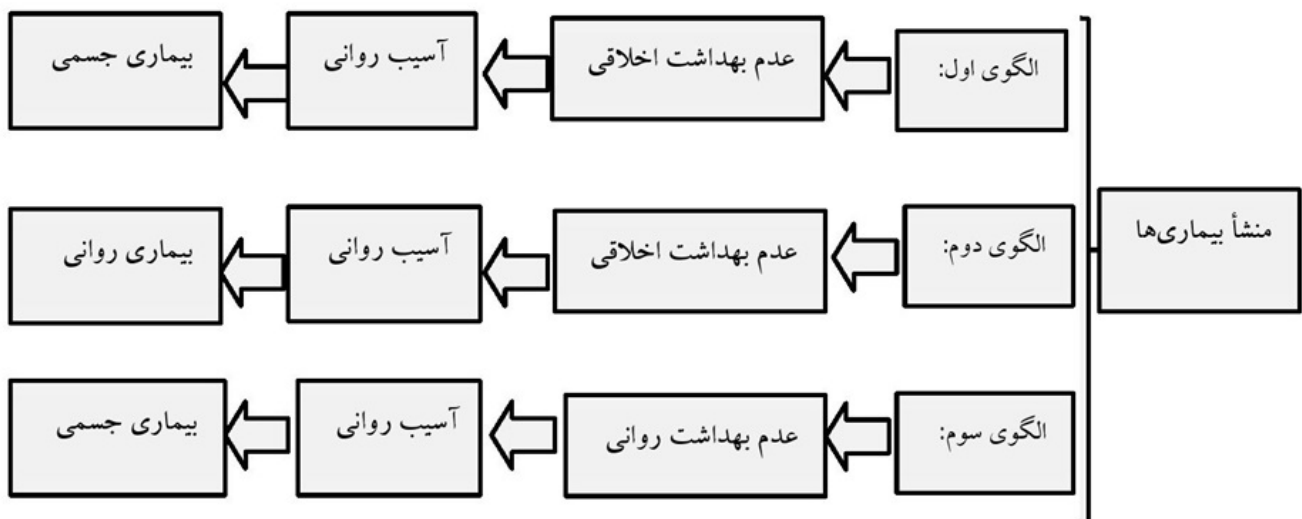 منشأ بیماری‌ها
الگوی اول:
عدم بهداشت اخلاقی
آسیب روانی
بیماری جسمی
الگوی دوم:
عدم بهداشت اخلاقی
آسیب روانی
بیماری روانی
الگوی سوم:
عدم بهداشت روانی
آسیب روانی
بیماری جسمی